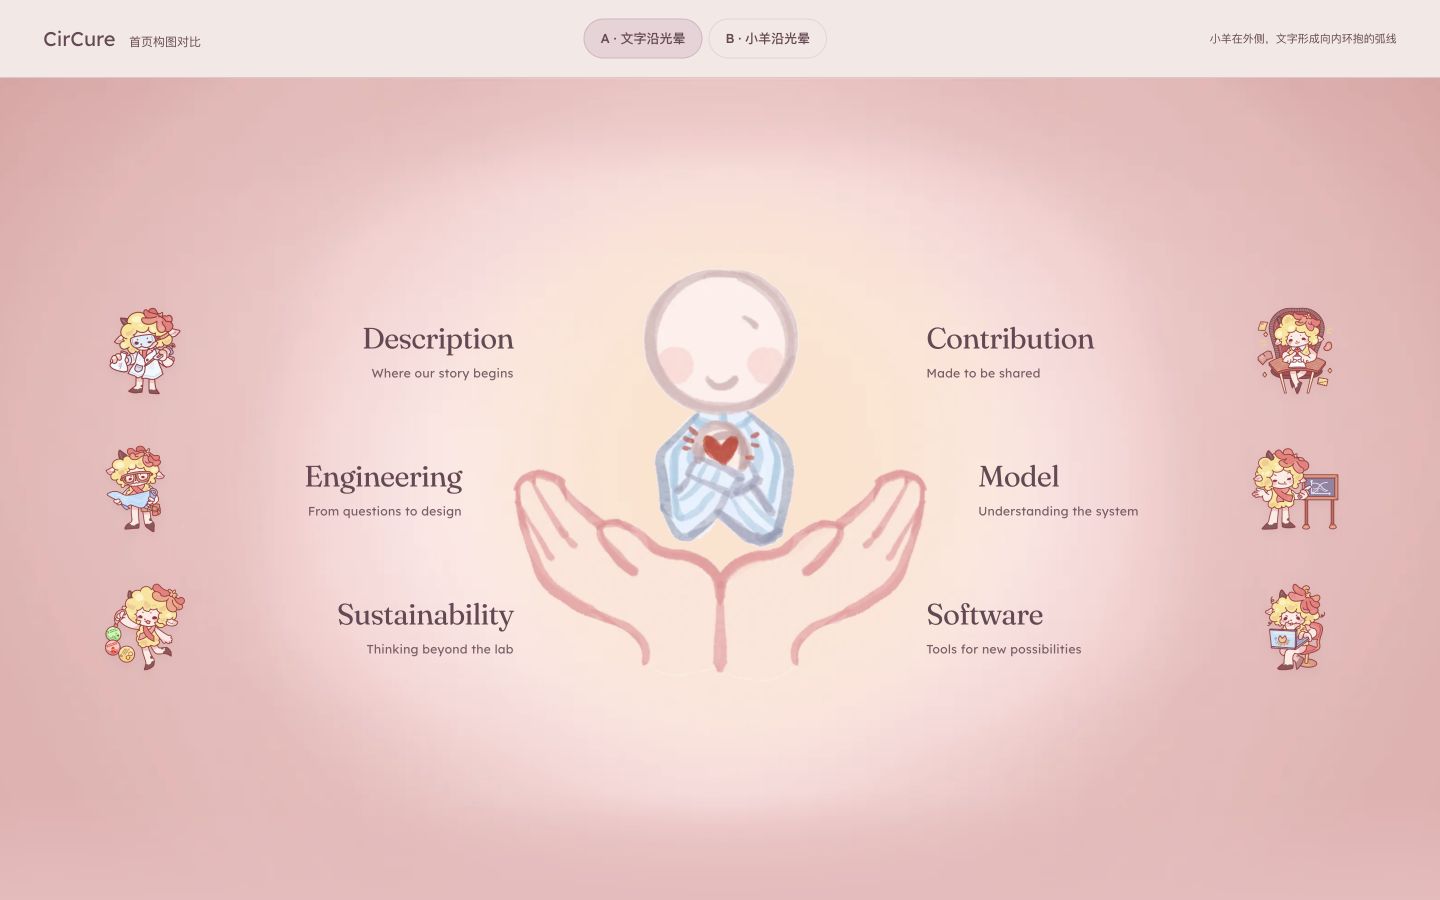 CirCure 首页构图对比
A · 文字沿光晕
B · 小羊沿光晕
小羊在外侧，文字形成向内环抱的弧线
Description
Where our story begins
Engineering
From questions to design
Sustainability
Thinking beyond the lab
Contribution
Made to be shared
Model
Understanding the system
Software
Tools for new possibilities